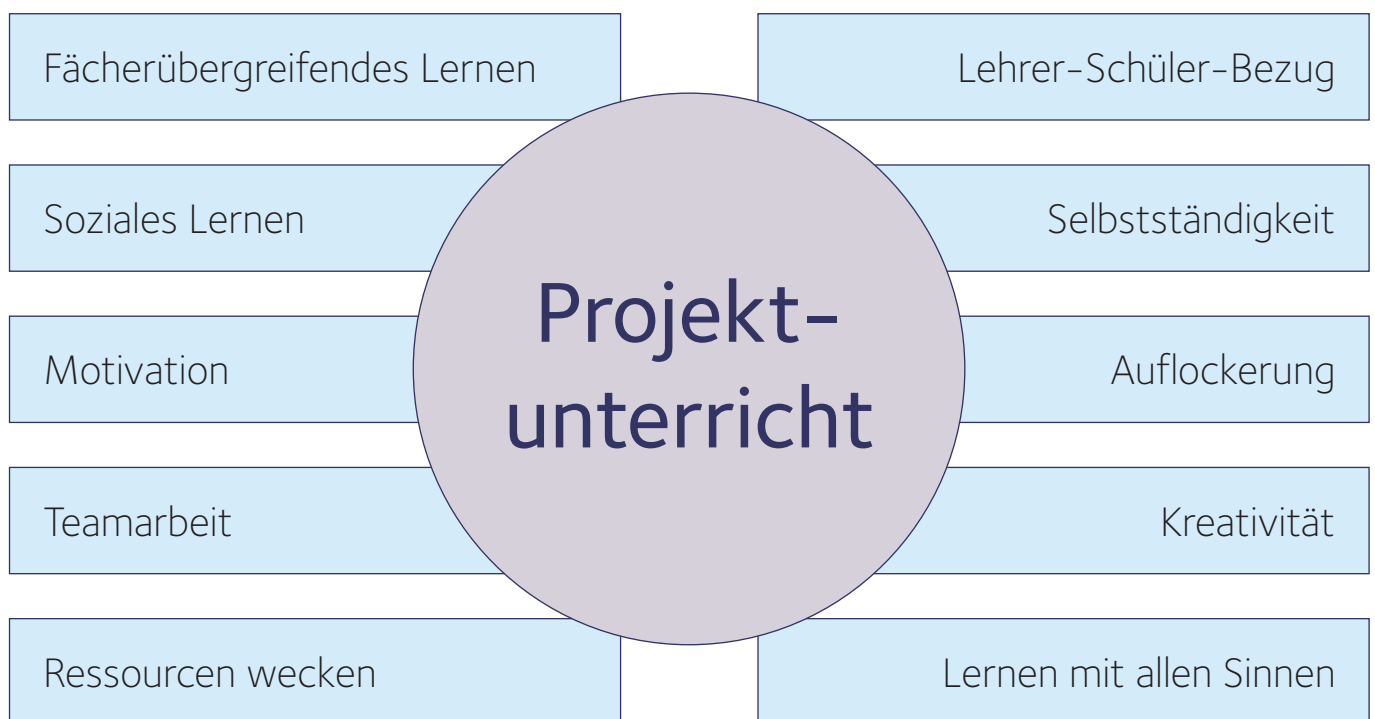 Fächerübergreifendes Lernen
Lehrer-Schüler-Bezug
Soziales Lernen
Selbstständigkeit
Projekt-
unterricht
Motivation
Auflockerung
Teamarbeit
Kreativität
Ressourcen wecken
Lernen mit allen Sinnen